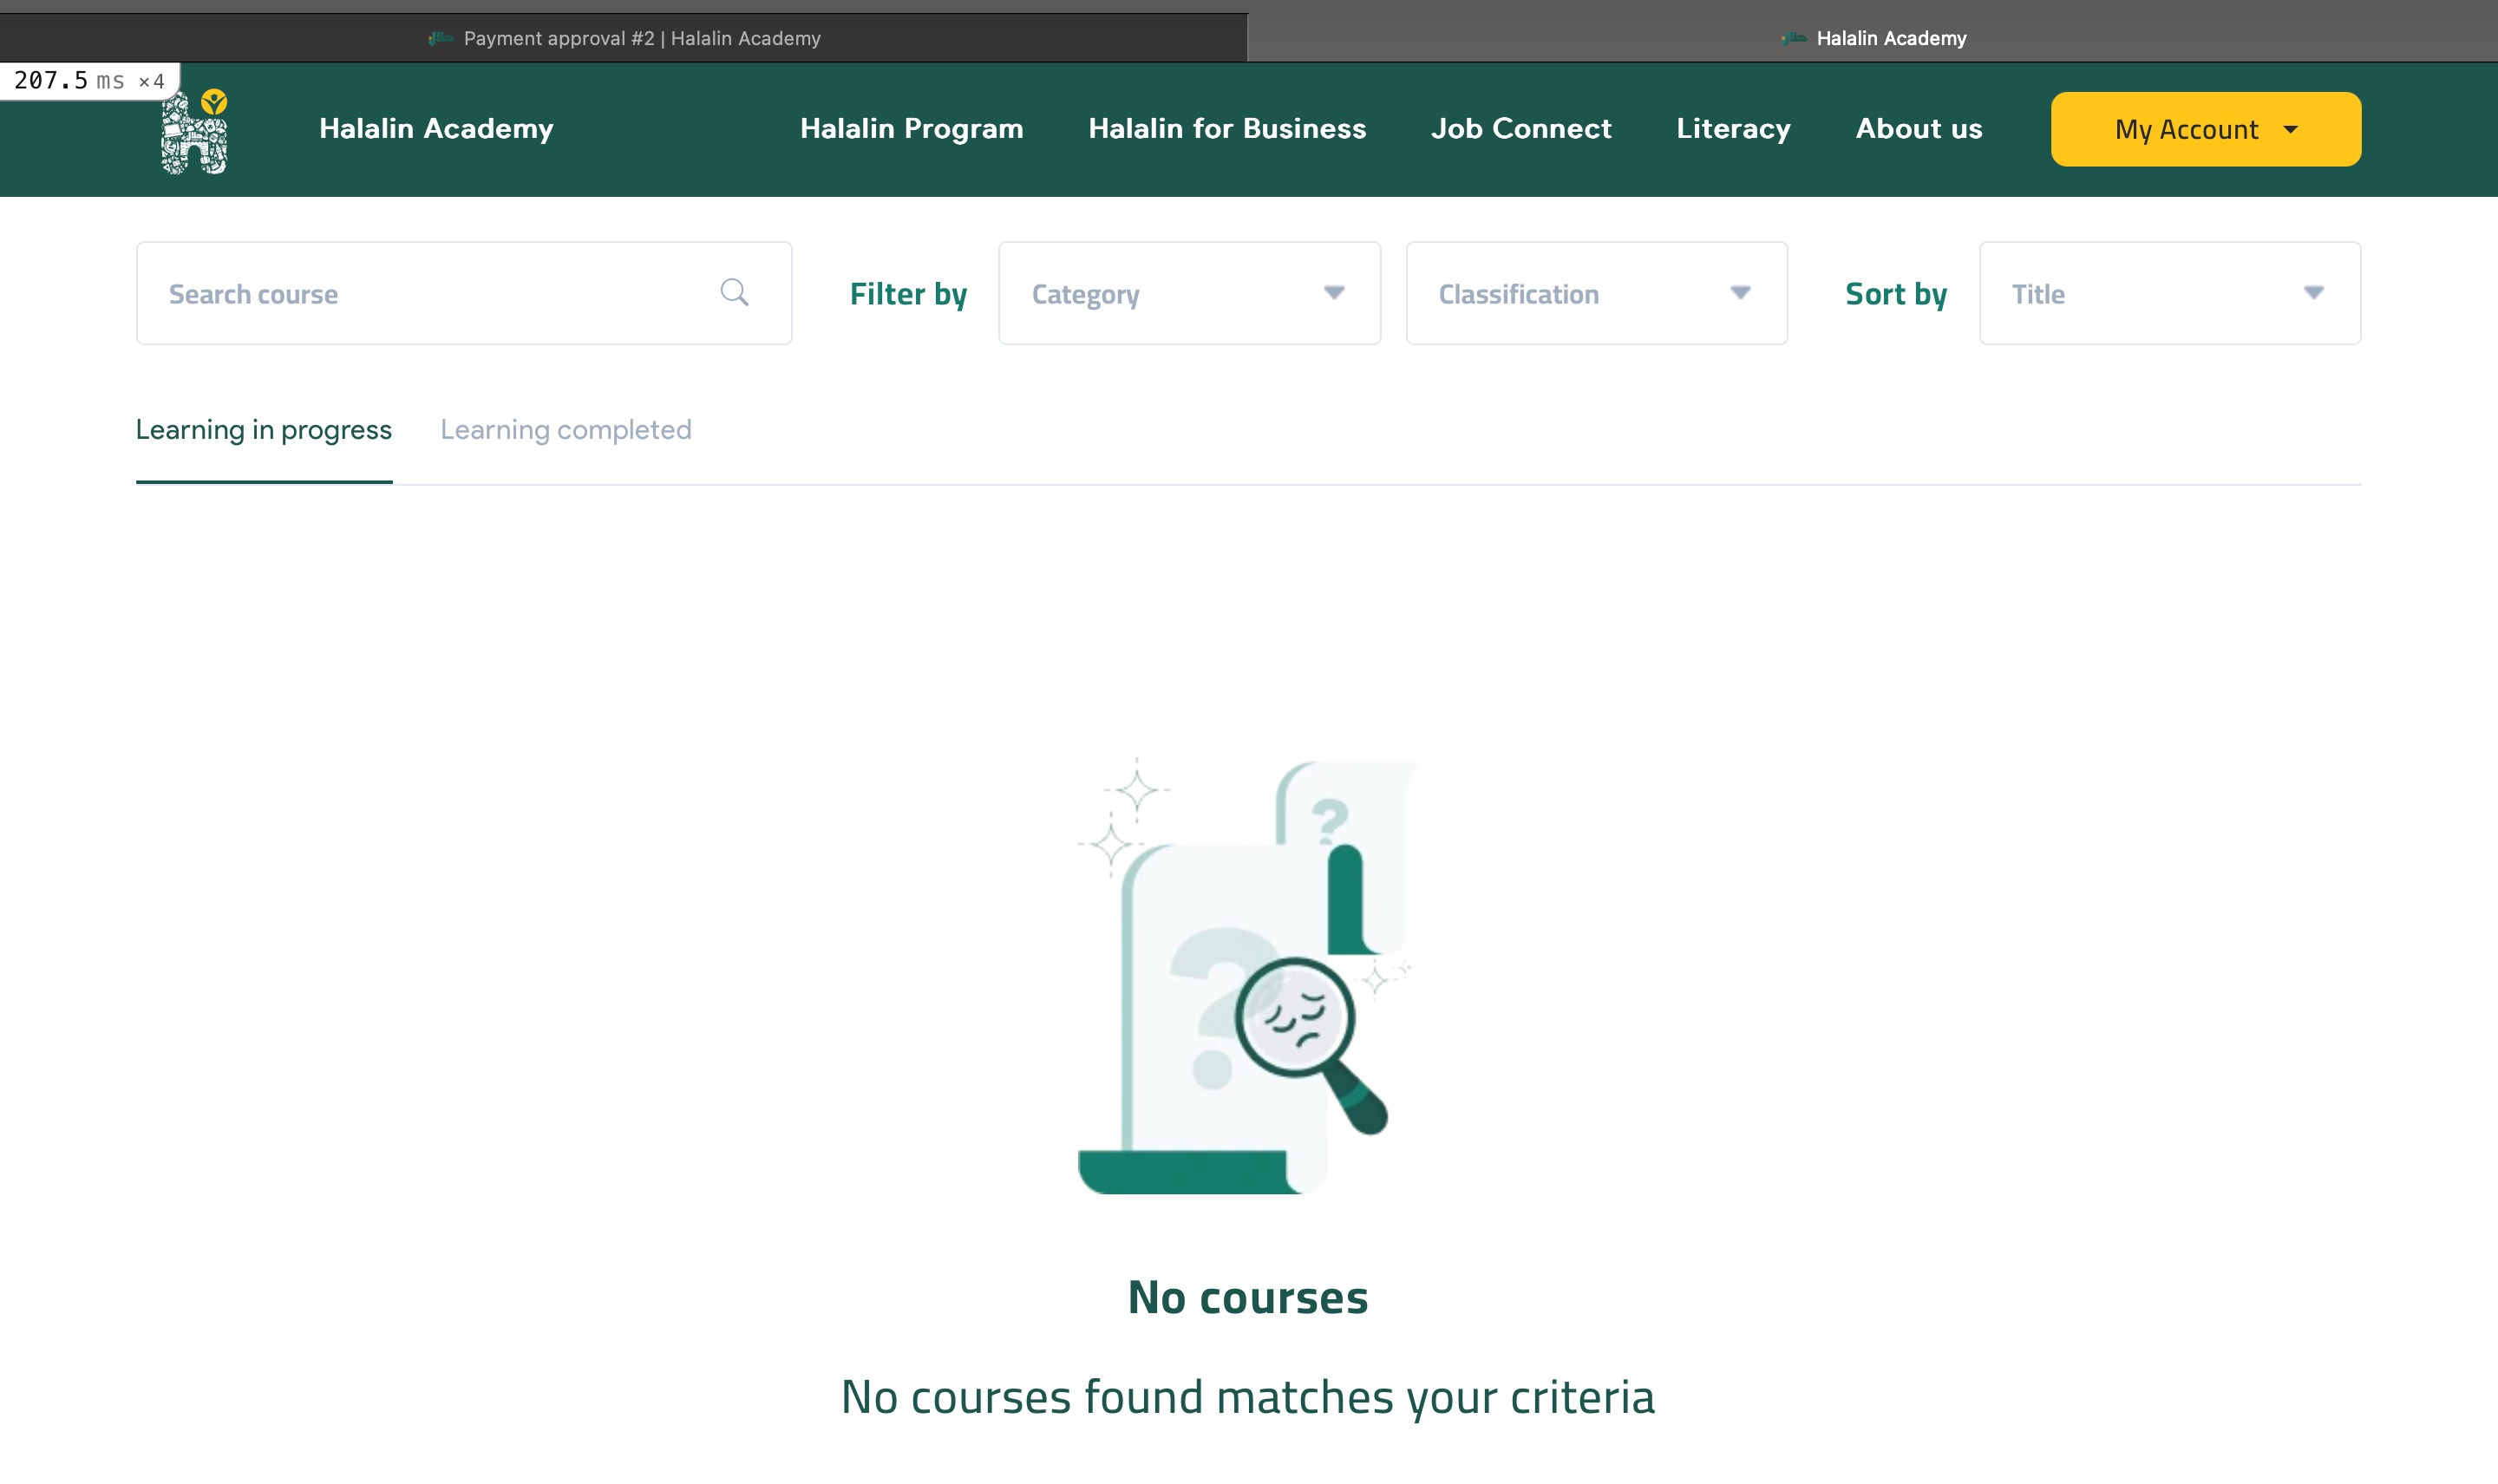 Payment approval #2 | Halalin Academy
Halalin Academy
207.5 ms ×4
Halalin Academy
Halalin Program
Halalin for Business
Job Connect
Literacy
About us
My Account
Search course
Filter by
Category
Classification
Sort by
Title
Learning in progress
Learning completed
?
?
No courses
No courses found matches your criteria